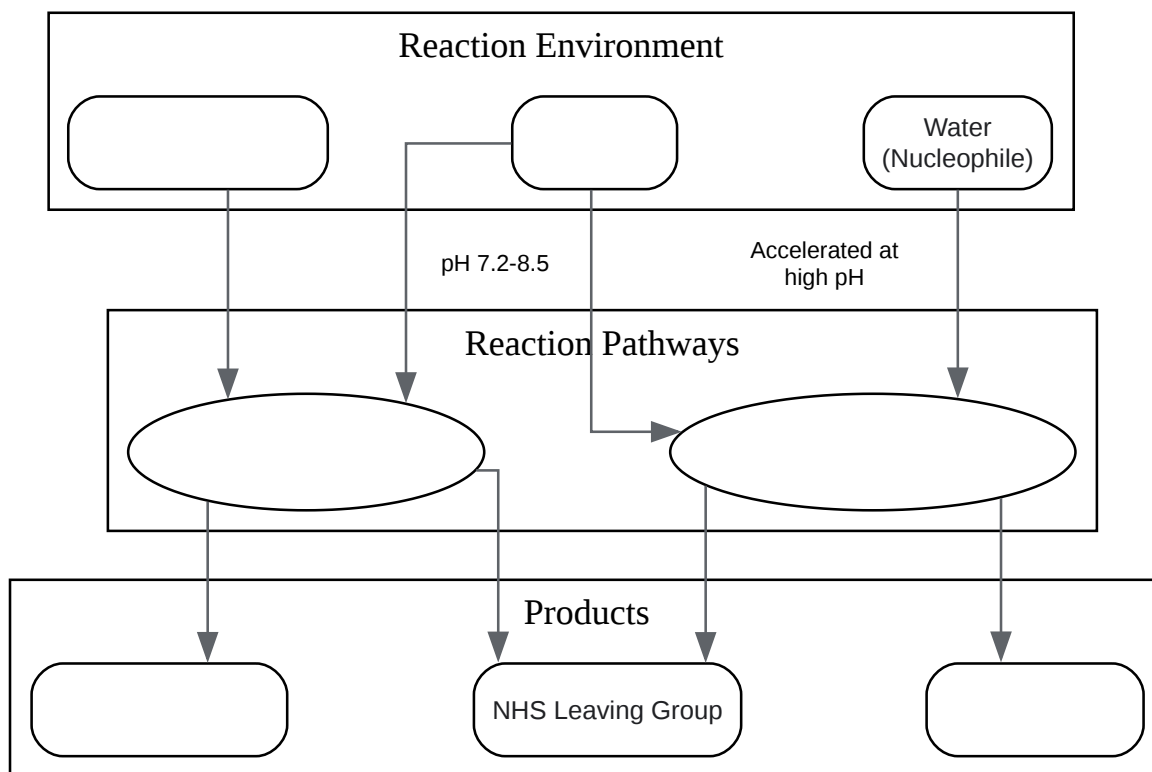 Reaction Environment
Water
(Nucleophile)
pH 7.2-8.5
Accelerated at
high pH
Reaction Pathways
Products
NHS Leaving Group